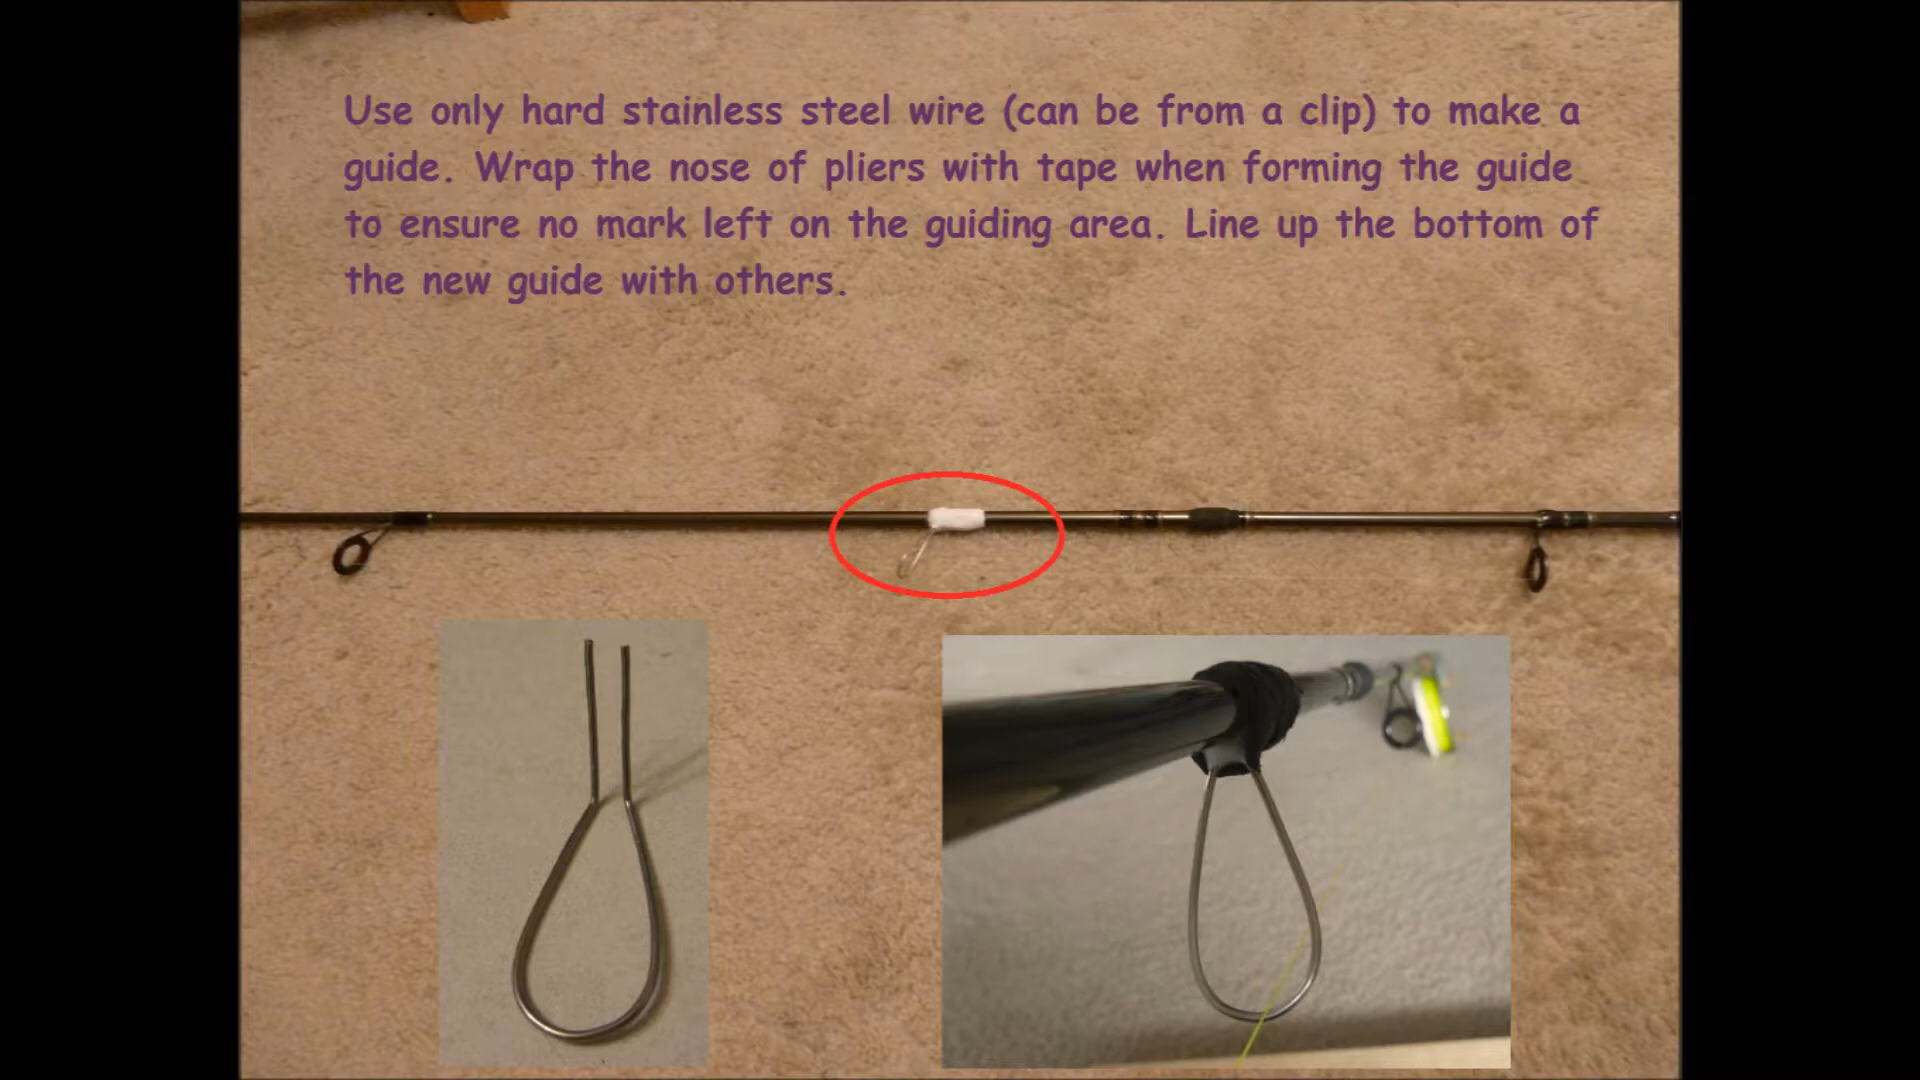 Use only hard stainless steel wire (can be from a clip) to make a
guide. Wrap the nose of pliers with tape when forming the guide
to ensure no mark left on the guiding area. Line up the bottom of
the new guide with others.